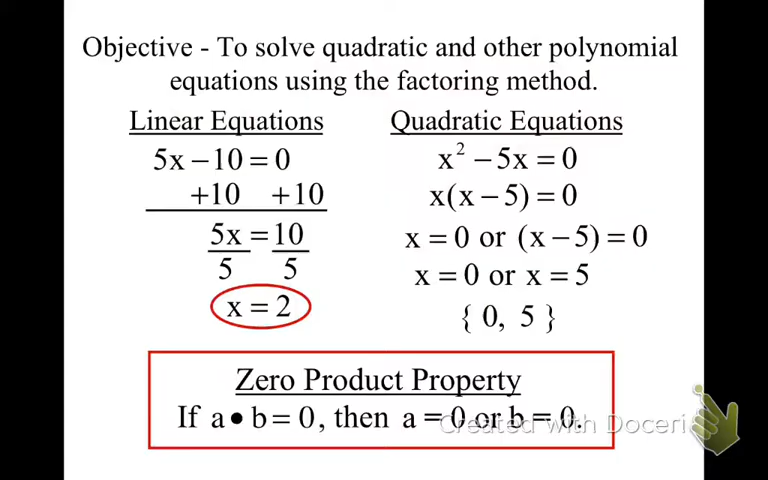 Objective - To solve quadratic and other polynomial
equations using the factoring method.
Linear Equations
5x − 10 = 0
+10 +10
5x = 10
5 5
x = 2
Quadratic Equations
x² − 5x = 0
x(x − 5) = 0
x = 0 or (x − 5) = 0
x = 0 or x = 5
{ 0, 5 }
Zero Product Property
If a • b = 0, then a = 0 or b = 0.
Created with Doceri